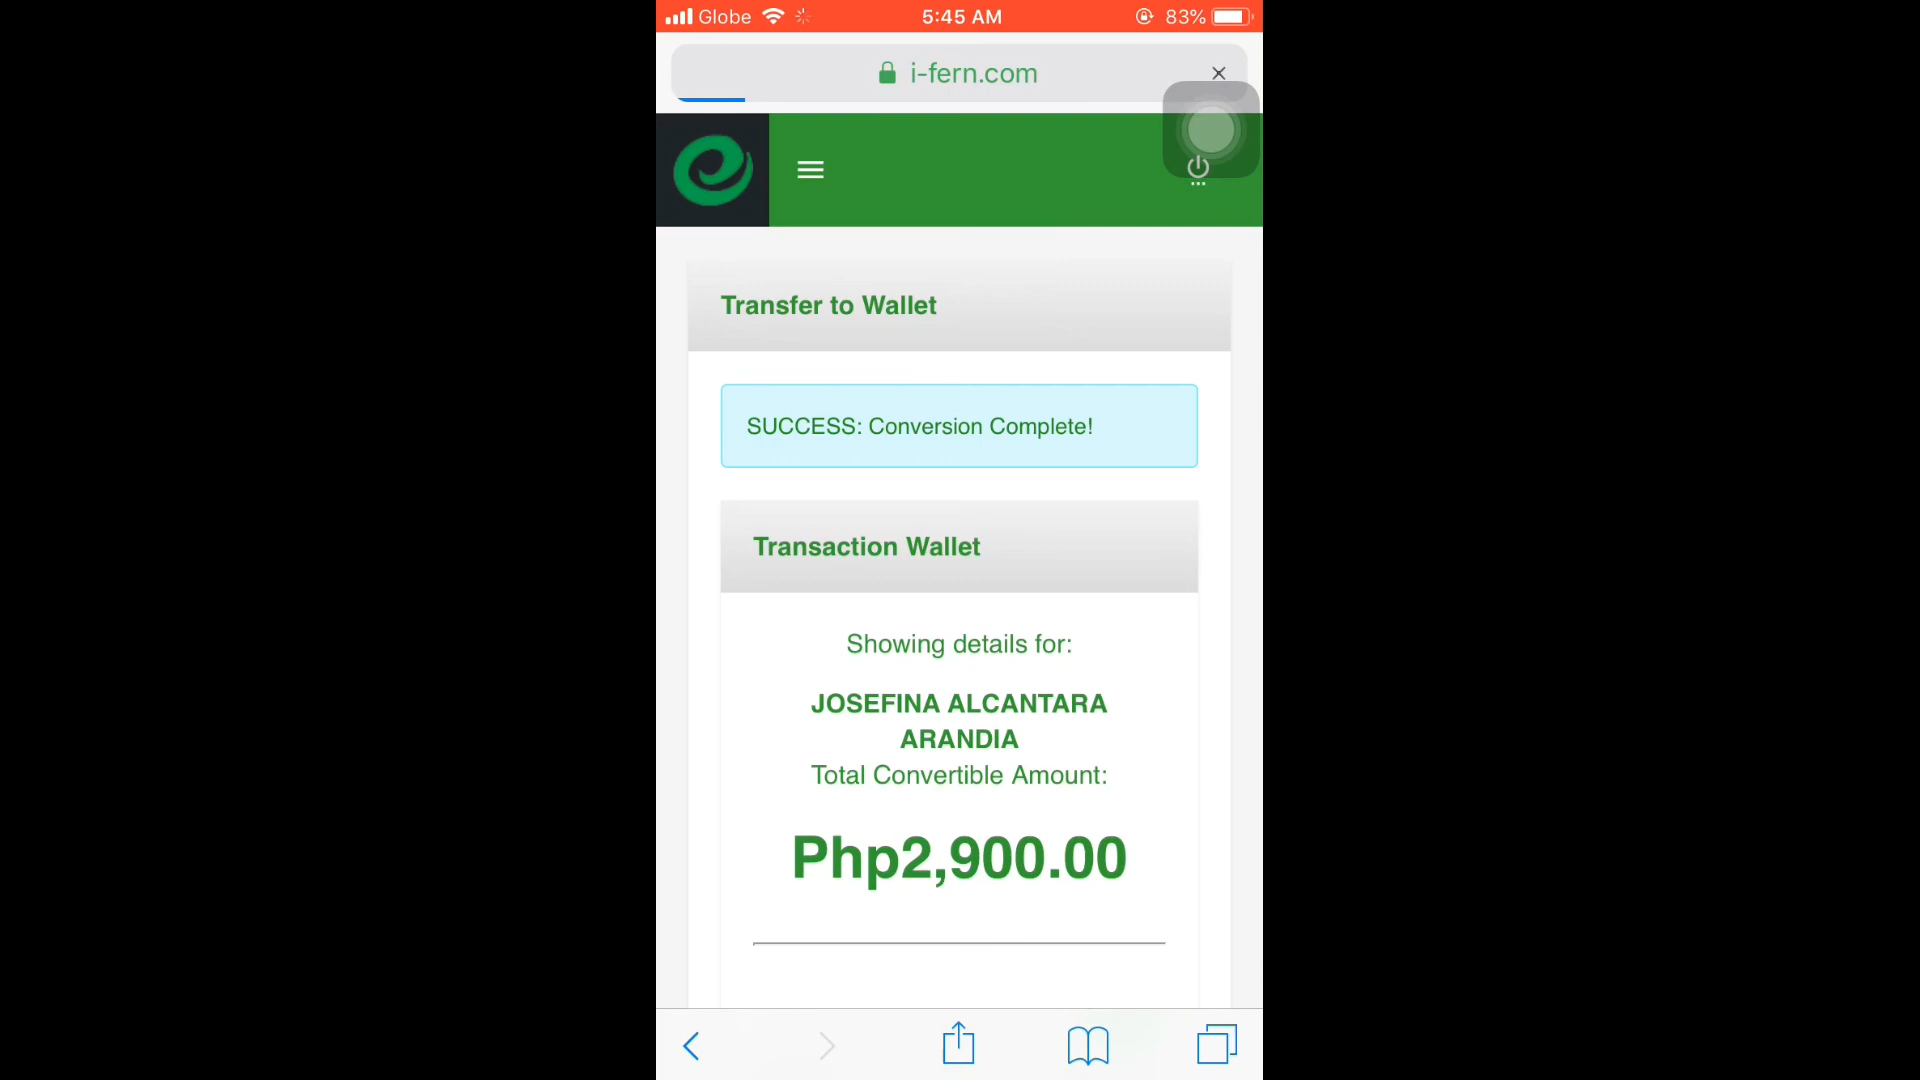 Globe 5:45 AM 83%
i-fern.com
Transfer to Wallet
SUCCESS: Conversion Complete!
Transaction Wallet
Showing details for:
JOSEFINA ALCANTARA
ARANDIA
Total Convertible Amount:
Php2,900.00